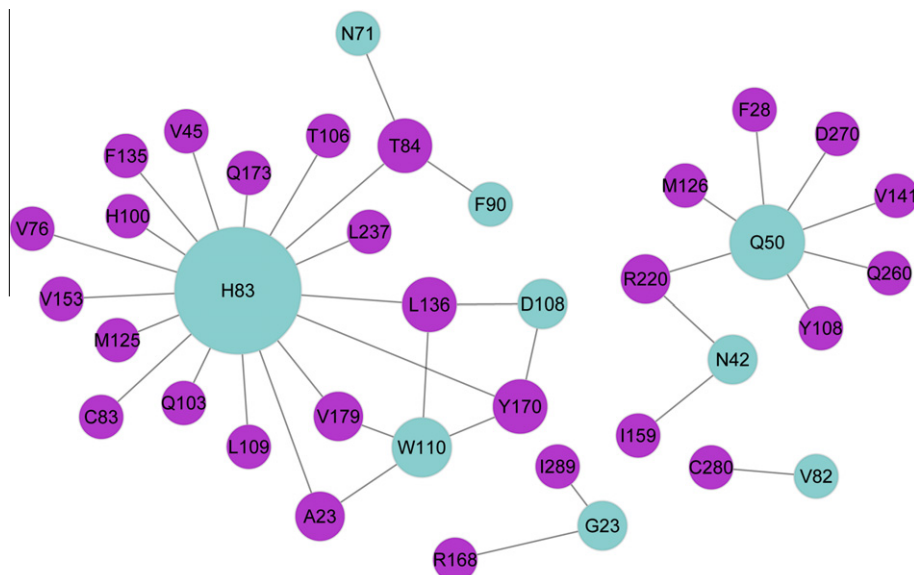 N71
F28
V45
T106
D270
F135
T84
Q173
M126
V141
F90
H100
V76
L237
Q50
R220
Q260
H83
V153
L136
D108
Y108
M125
N42
C83
Q103
V179
Y170
L109
W110
I159
I289
C280
V82
A23
G23
R168